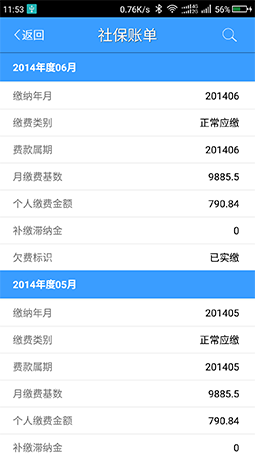 11:53 0.76K/s 4G 2G 56%
返回 社保账单
2014年度06月
缴纳年月 201406
缴费类别 正常应缴
费款属期 201406
月缴费基数 9885.5
个人缴费金额 790.84
补缴滞纳金 0
欠费标识 已实缴
2014年度05月
缴纳年月 201405
缴费类别 正常应缴
费款属期 201405
月缴费基数 9885.5
个人缴费金额 790.84
补缴滞纳金 0